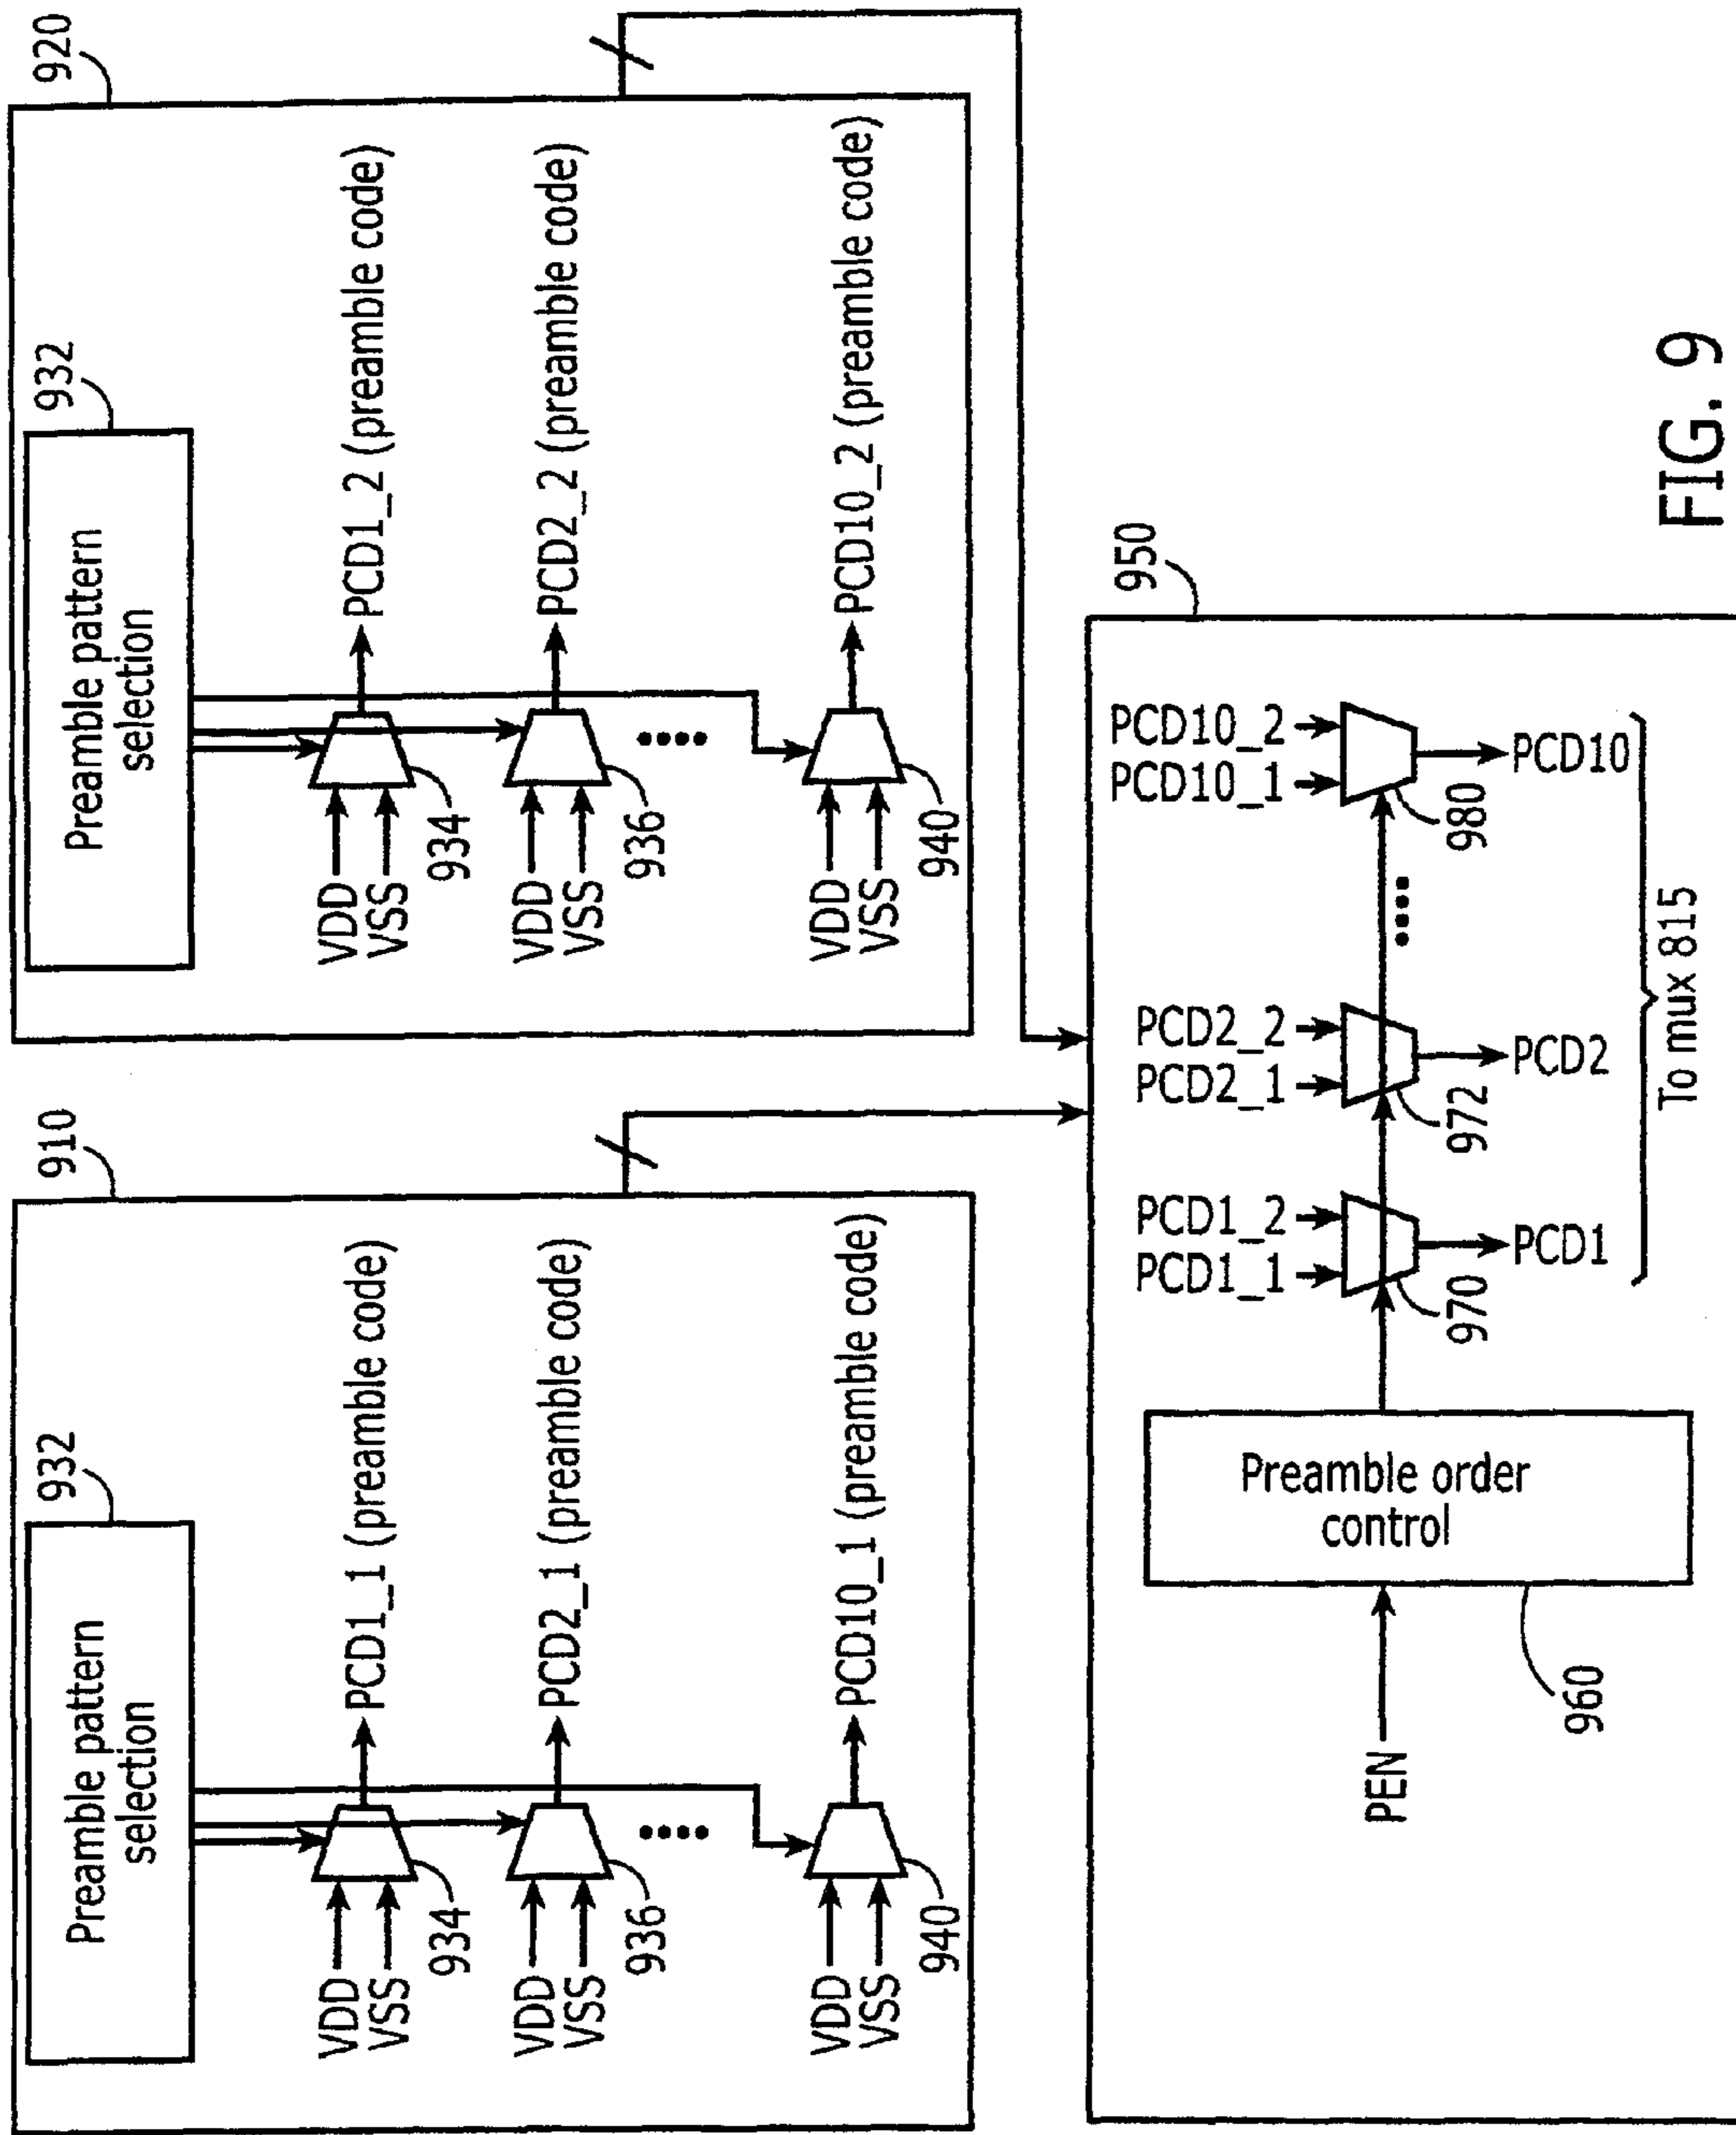 910
932
Preamble pattern
selection
VDD
VSS
934
PCD1_1 (preamble code)
VDD
VSS
936
PCD2_1 (preamble code)
....
VDD
VSS
940
PCD10_1 (preamble code)
920
932
Preamble pattern
selection
VDD
VSS
934
PCD1_2 (preamble code)
VDD
VSS
936
PCD2_2 (preamble code)
....
VDD
VSS
940
PCD10_2 (preamble code)
950
PEN
Preamble order
control
960
PCD1_1
PCD1_2
970
PCD1
PCD2_1
PCD2_2
972
PCD2
....
PCD10_1
PCD10_2
980
PCD10
To mux 815
FIG. 9